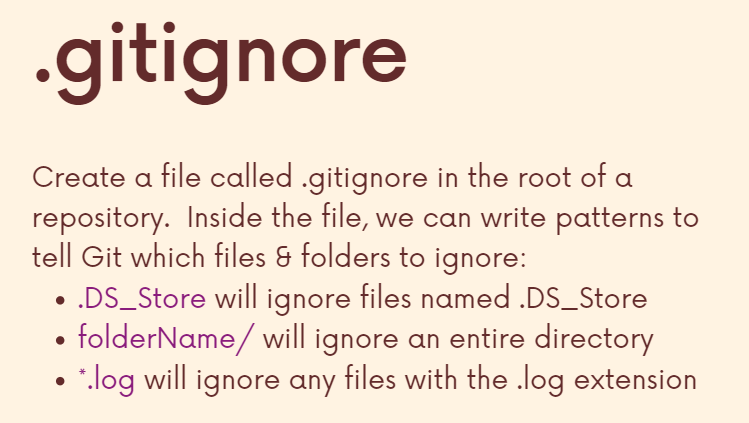 .gitignore
Create a file called .gitignore in the root of a
repository.  Inside the file, we can write patterns to
tell Git which files & folders to ignore:
• .DS_Store will ignore files named .DS_Store
• folderName/ will ignore an entire directory
• *.log will ignore any files with the .log extension